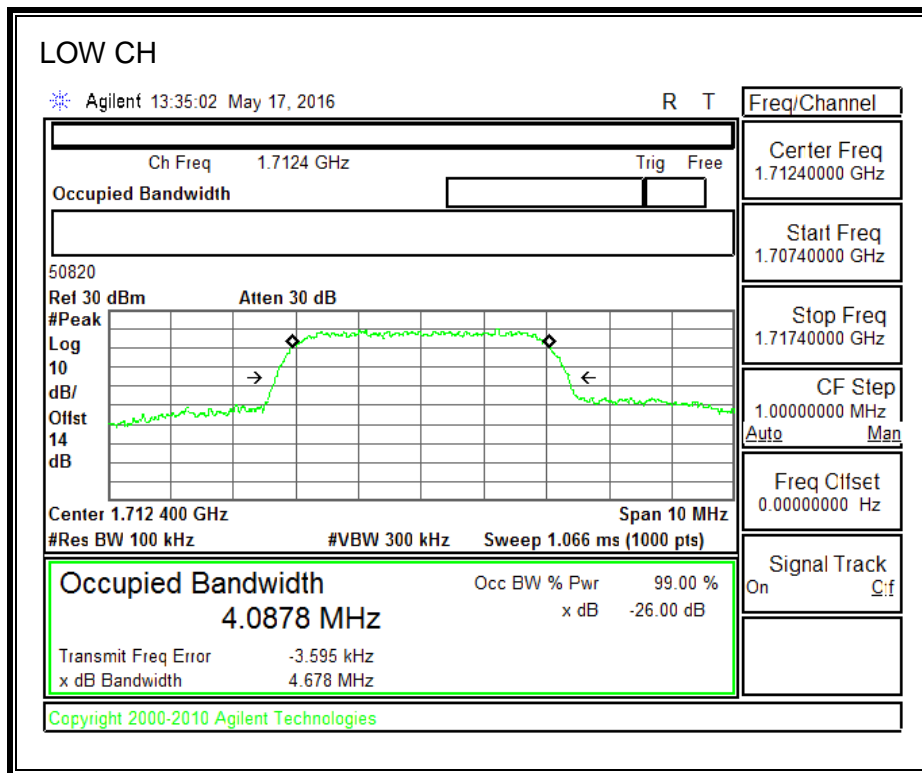 LOW CH
Agilent 13:35:02 May 17, 2016 R T
Freq/Channel
Ch Freq 1.7124 GHz Trig Free
Occupied Bandwidth
Center Freq
1.71240000 GHz
Start Freq
1.70740000 GHz
Stop Freq
1.71740000 GHz
CF Step
1.00000000 MHz
Auto Man
Freq Offset
0.00000000 Hz
Signal Track
On Off
50820
Ref 30 dBm Atten 30 dB
#Peak
Log
10
dB/
Offst
14
dB
Center 1.712 400 GHz Span 10 MHz
#Res BW 100 kHz #VBW 300 kHz Sweep 1.066 ms (1000 pts)
Occupied Bandwidth Occ BW % Pwr 99.00 %
4.0878 MHz x dB -26.00 dB
Transmit Freq Error -3.595 kHz
x dB Bandwidth 4.678 MHz
Copyright 2000-2010 Agilent Technologies